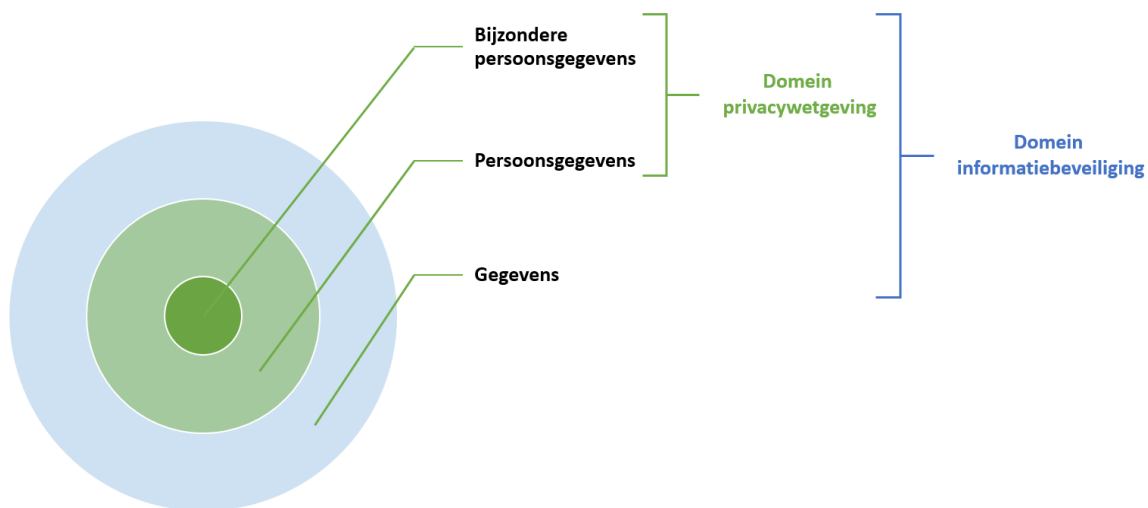 Bijzondere
persoonsgegevens
Domein
privacywetgeving
Domein
informatiebeveiliging
Persoonsgegevens
Gegevens